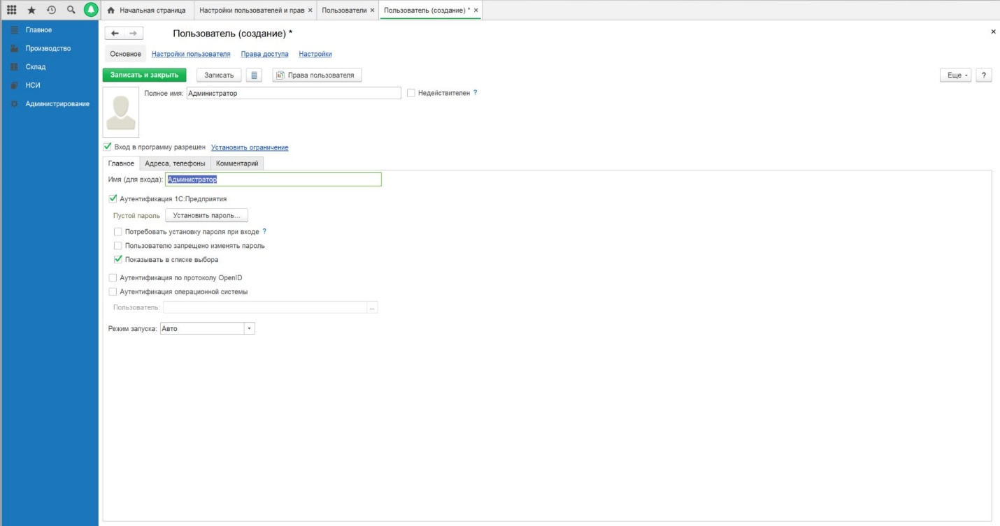 Начальная страница Настройки пользователей и прав × Пользователи × Пользователь (создание) * ×
Главное
Производство
Склад
НСИ
Администрирование
Пользователь (создание) *
Основное Настройки пользователя Права доступа Настройки
Записать и закрыть Записать Права пользователя Еще ?
Полное имя: Администратор Недействителен ?
Вход в программу разрешен Установить ограничение
Главное Адреса, телефоны Комментарий
Имя (для входа): Администратор
Аутентификация 1С:Предприятия
Пустой пароль Установить пароль...
Потребовать установку пароля при входе ?
Пользователю запрещено изменять пароль
Показывать в списке выбора
Аутентификация по протоколу OpenID
Аутентификация операционной системы
Пользователь: ...
Режим запуска: Авто